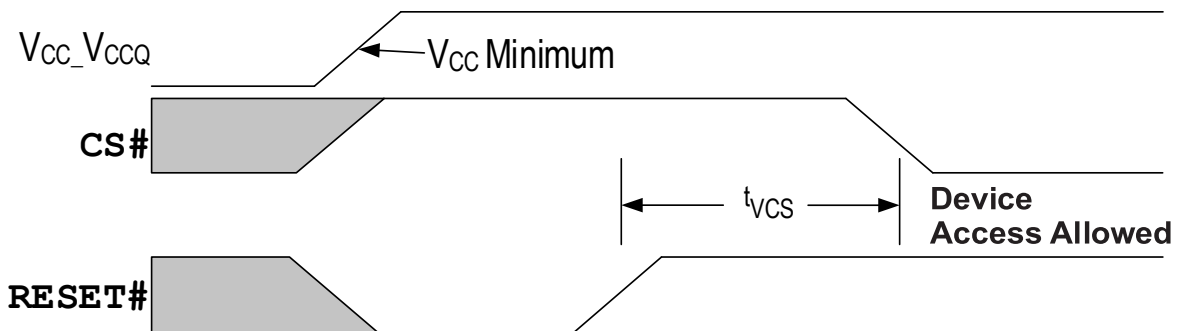 VCC_VCCQ
VCC Minimum
CS#
tVCS
Device
Access Allowed
RESET#